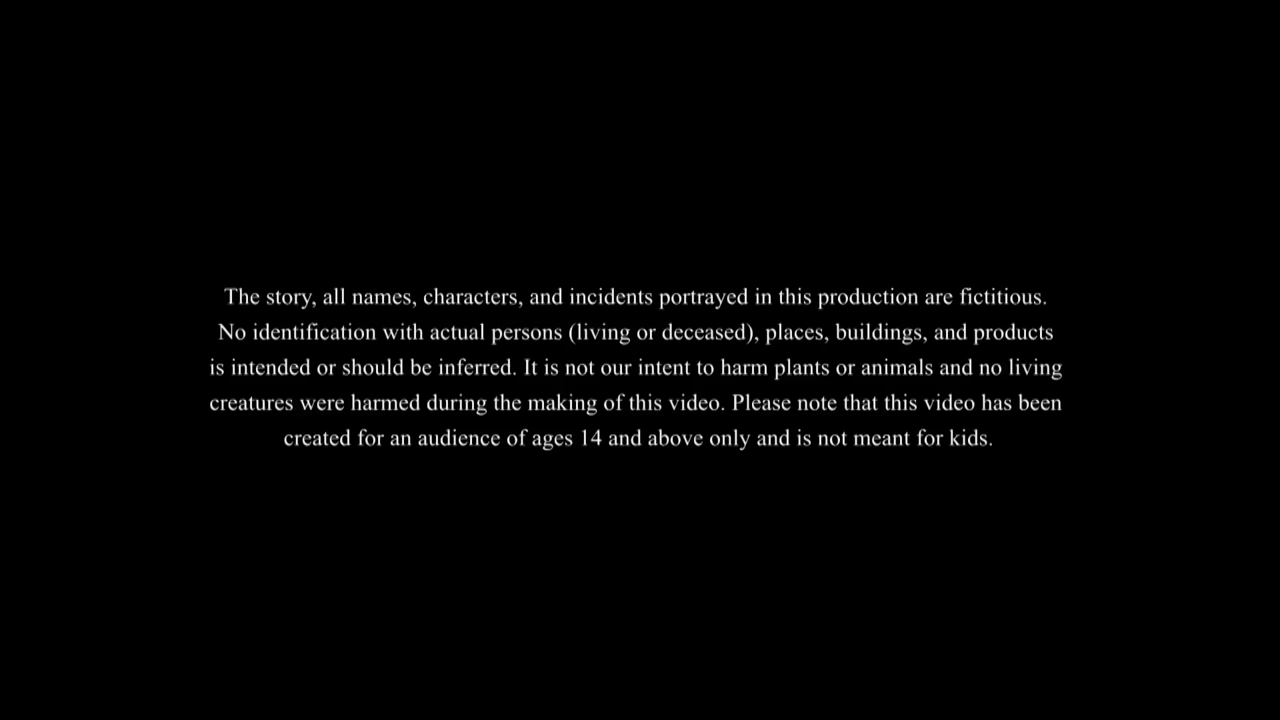 The story, all names, characters, and incidents portrayed in this production are fictitious.
No identification with actual persons (living or deceased), places, buildings, and products
is intended or should be inferred. It is not our intent to harm plants or animals and no living
creatures were harmed during the making of this video. Please note that this video has been
created for an audience of ages 14 and above only and is not meant for kids.